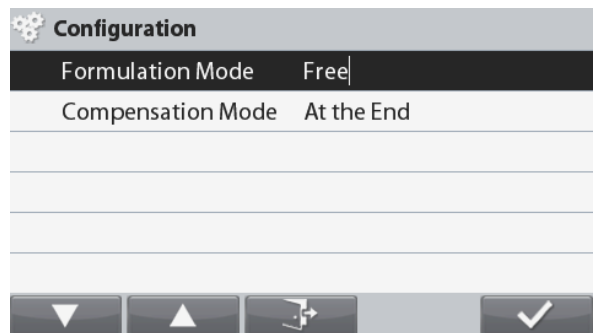 Configuration
Formulation Mode Free
Compensation Mode At the End